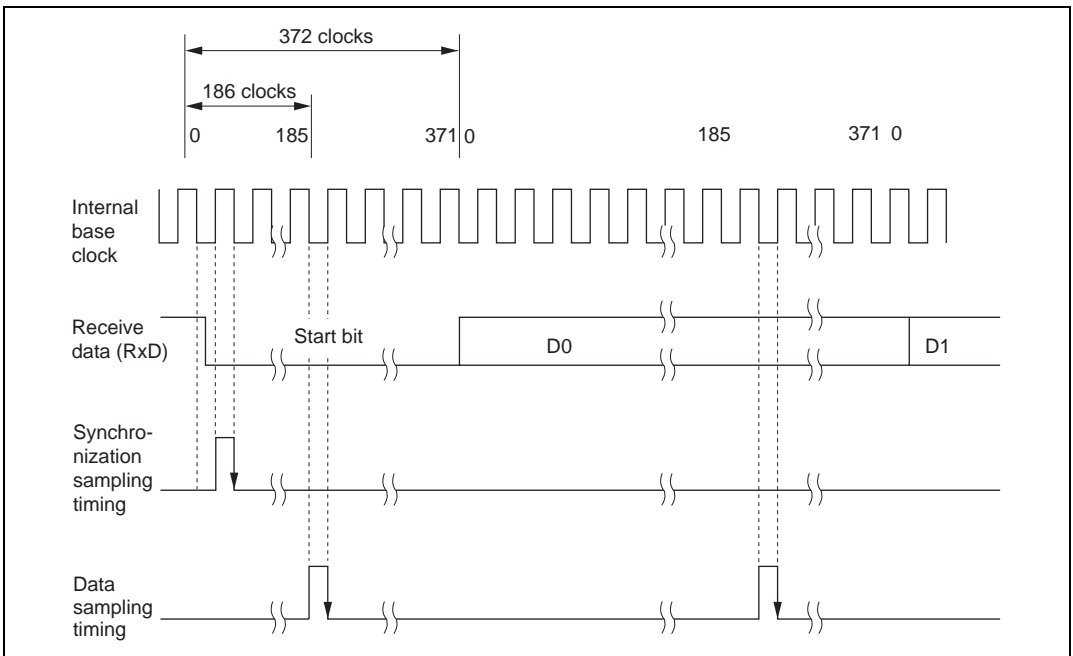 372 clocks
186 clocks
0 185 371 0 185 371 0
Internal
base
clock
Receive
data (RxD)
Start bit
D0
D1
Synchro-
nization
sampling
timing
Data
sampling
timing